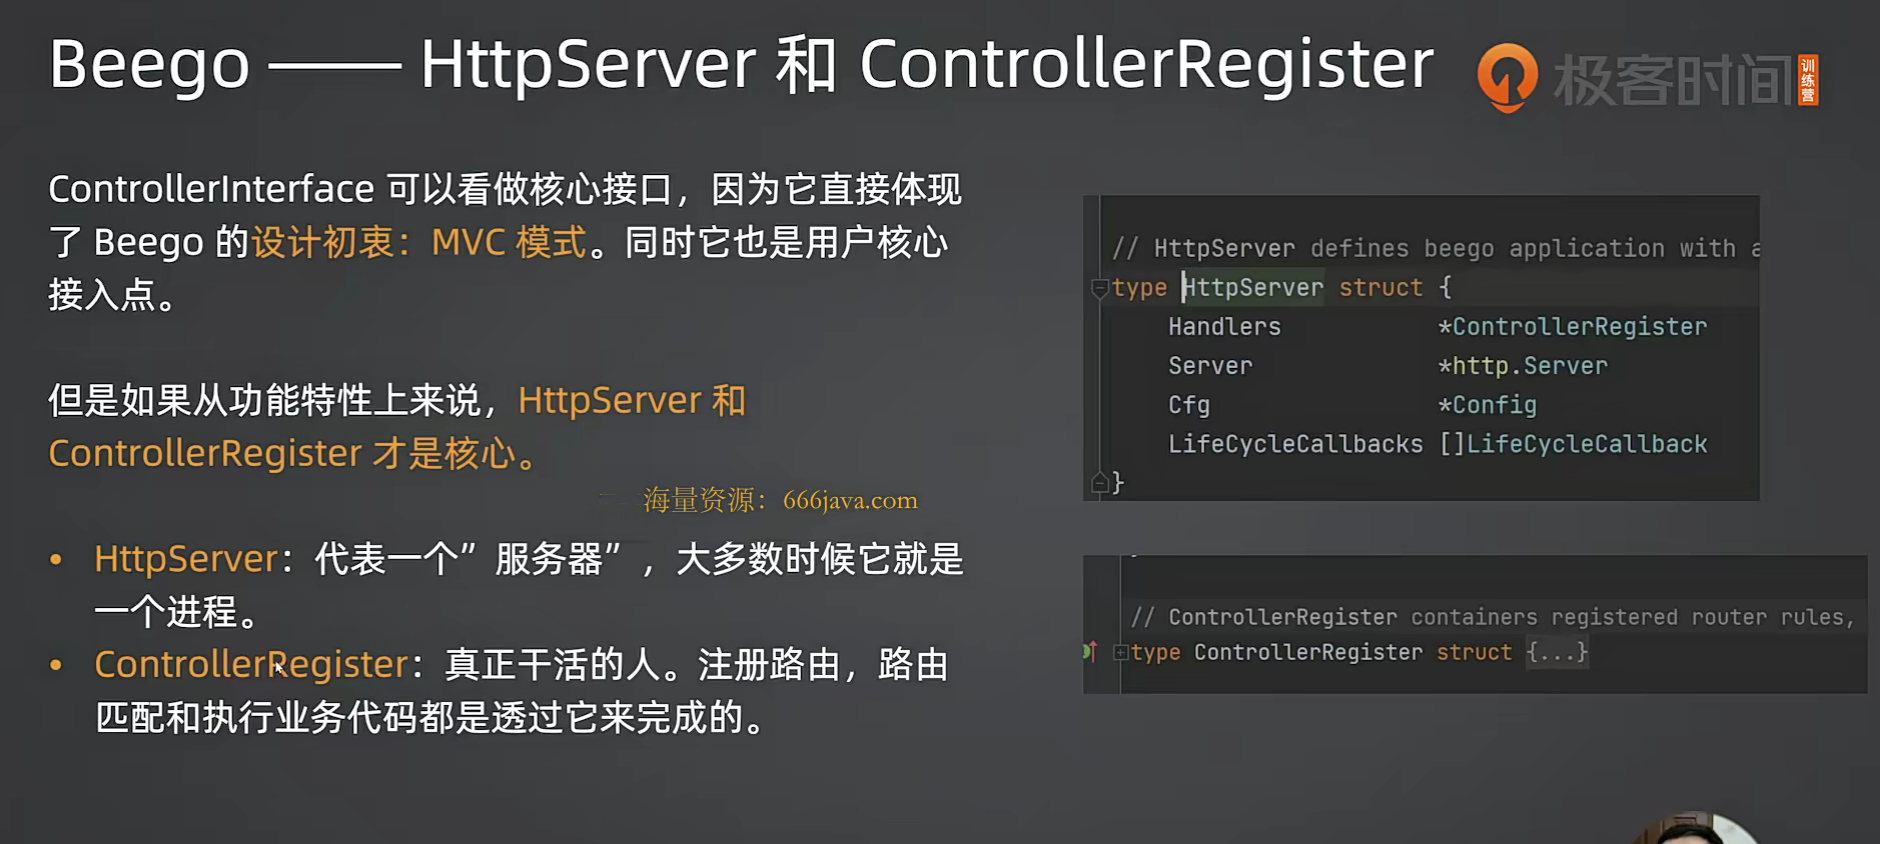 Beego —— HttpServer 和 ControllerRegister
极客时间
训练营
ControllerInterface 可以看做核心接口，因为它直接体现
了 Beego 的设计初衷：MVC 模式。同时它也是用户核心
接入点。
但是如果从功能特性上来说，HttpServer 和
ControllerRegister 才是核心。
海量资源：666java.com
• HttpServer：代表一个”服务器”，大多数时候它就是
一个进程。
• ControllerRegister：真正干活的人。注册路由，路由
匹配和执行业务代码都是透过它来完成的。
// HttpServer defines beego application with a
type HttpServer struct {
Handlers *ControllerRegister
Server *http.Server
Cfg *Config
LifeCycleCallbacks []LifeCycleCallback
}
// ControllerRegister containers registered router rules,
type ControllerRegister struct {...}